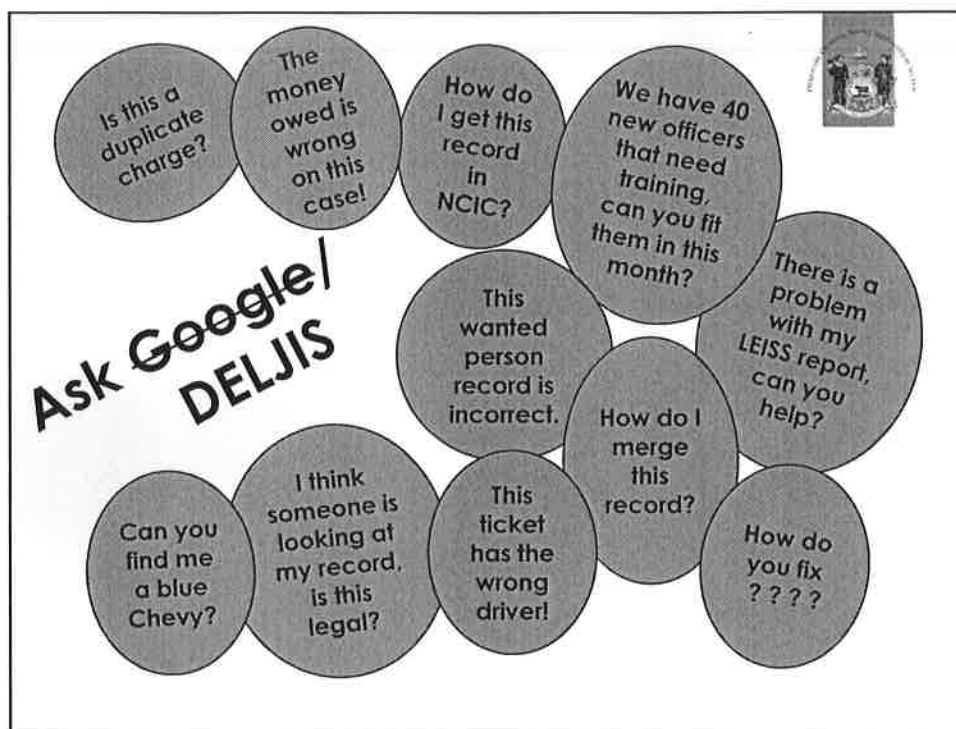 Is this a
duplicate
charge?
The
money
owed is
wrong
on this
case!
How do
I get this
record
in
NCIC?
We have 40
new officers
that need
training,
can you fit
them in this
month?
There is a
problem
with my
LEISS report,
can you
help?
Ask Google/
DELJIS
This
wanted
person
record is
incorrect.
How do I
merge
this
record?
Can you
find me
a blue
Chevy?
I think
someone is
looking at
my record,
is this
legal?
This
ticket
has the
wrong
driver!
How do
you fix
? ? ? ?